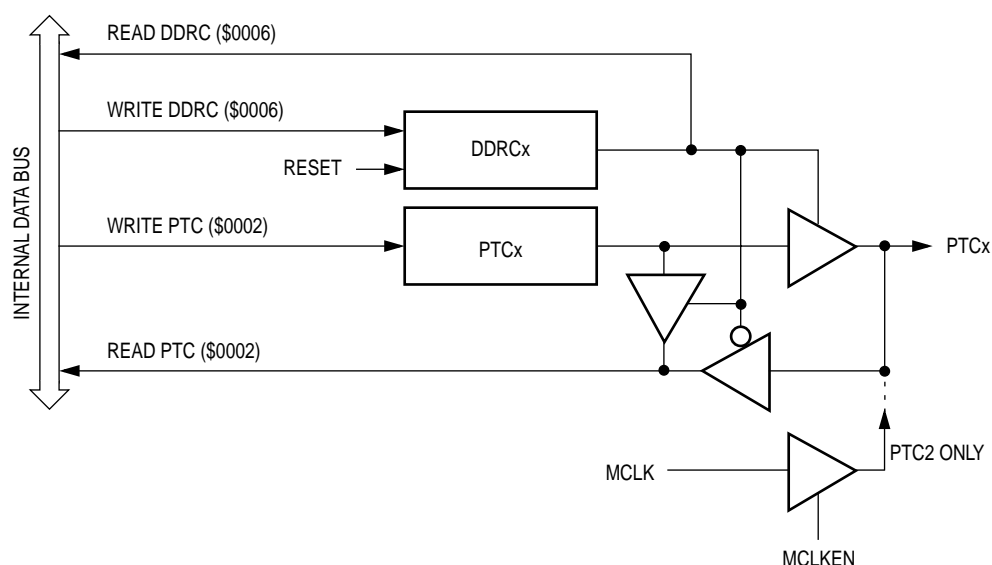 READ DDRC ($0006)
WRITE DDRC ($0006)
DDRCx
RESET
INTERNAL DATA BUS
WRITE PTC ($0002)
PTCx
PTCx
READ PTC ($0002)
PTC2 ONLY
MCLK
MCLKEN